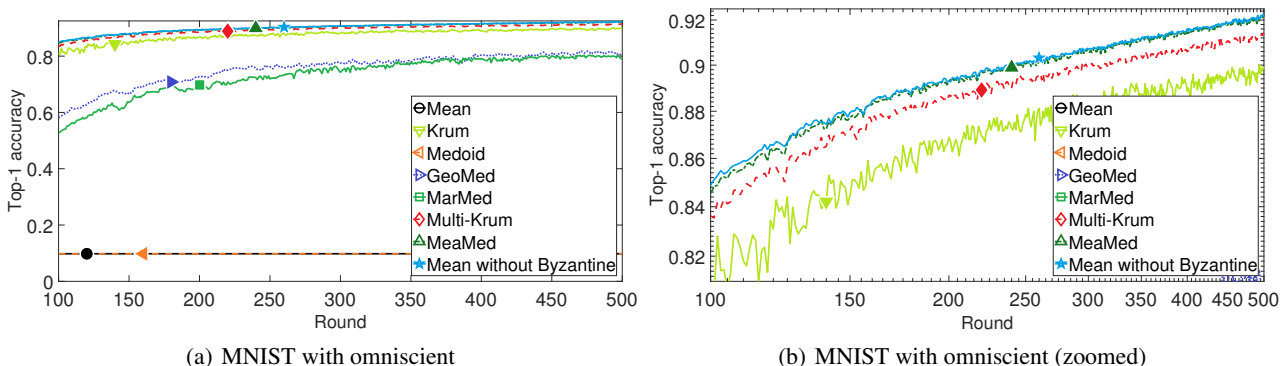 Top-1 accuracy
0.8
0.6
0.4
0.2
0
100 150 200 250 300 350 400 450 500
Round
Mean
Krum
Medoid
GeoMed
MarMed
Multi-Krum
MeaMed
Mean without Byzantine
(a) MNIST with omniscient
Top-1 accuracy
0.92
0.9
0.88
0.86
0.84
0.82
100 150 200 250 300 350 400 450 500
Round
Mean
Krum
Medoid
GeoMed
MarMed
Multi-Krum
MeaMed
Mean without Byzantine
(b) MNIST with omniscient (zoomed)